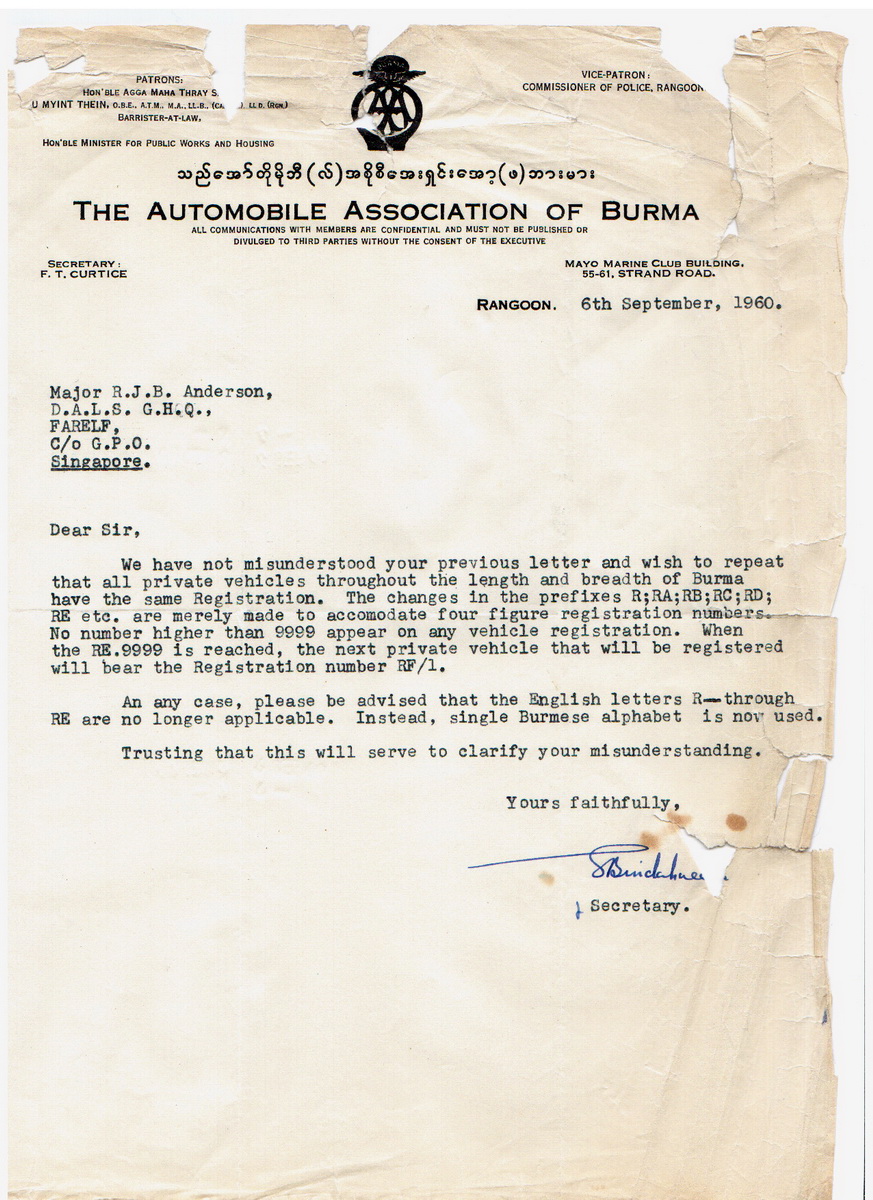 PATRONS:
HON'BLE AGGA MAHA THRAY S.
U MYINT THEIN, O.B.E., A.T.M., M.A., LL.B., (CA ). LL D. (RGN.)
BARRISTER-AT-LAW,
HON'BLE MINISTER FOR PUBLIC WORKS AND HOUSING
VICE-PATRON:
COMMISSIONER OF POLICE, RANGOON
AA
သည်အော်တိုမိုဘီ(လ်)အစိုစီအေးရှင်းအော့(ဖ)ဘားမား
THE AUTOMOBILE ASSOCIATION OF BURMA
ALL COMMUNICATIONS WITH MEMBERS ARE CONFIDENTIAL AND MUST NOT BE PUBLISHED OR
DIVULGED TO THIRD PARTIES WITHOUT THE CONSENT OF THE EXECUTIVE
SECRETARY:
F. T. CURTICE
MAYO MARINE CLUB BUILDING,
55-61, STRAND ROAD.
RANGOON. 6th September, 1960.
Major R.J.B. Anderson,
D.A.L.S. G.H.Q.,
FARELF,
C/o G.P.O.
Singapore.
Dear Sir,
We have not misunderstood your previous letter and wish to repeat
that all private vehicles throughout the length and breadth of Burma
have the same Registration. The changes in the prefixes R;RA;RB;RC;RD;
RE etc. are merely made to accomodate four figure registration numbers.
No number higher than 9999 appear on any vehicle registration. When
the RE.9999 is reached, the next private vehicle that will be registered
will bear the Registration number RF/1.
An any case, please be advised that the English letters R—through
RE are no longer applicable. Instead, single Burmese alphabet is now used.
Trusting that this will serve to clarify your misunderstanding.
Yours faithfully,
Secretary.